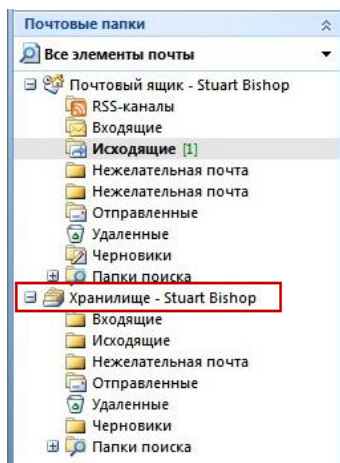 Почтовые папки
Все элементы почты
Почтовый ящик - Stuart Bishop
RSS-каналы
Входящие
Исходящие [1]
Нежелательная почта
Нежелательная почта
Отправленные
Удаленные
Черновики
Папки поиска
Хранилище - Stuart Bishop
Входящие
Исходящие
Нежелательная почта
Отправленные
Удаленные
Черновики
Папки поиска